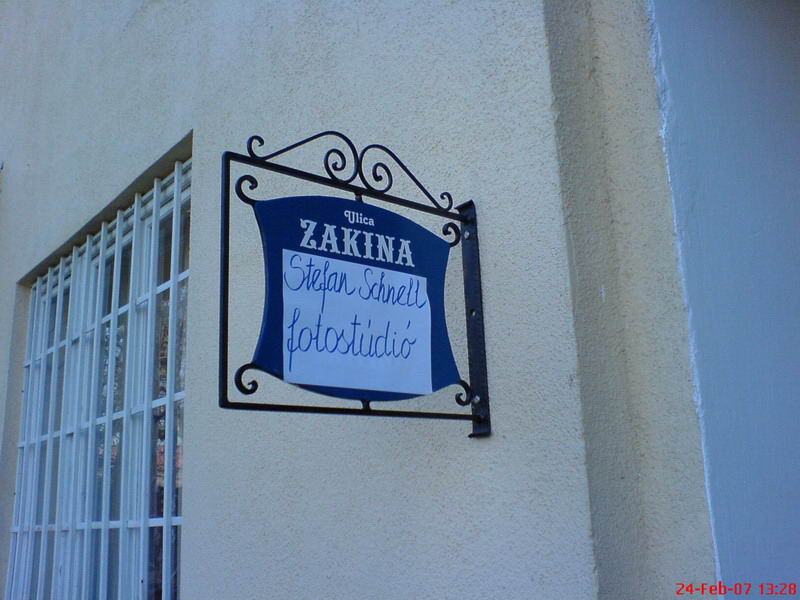 Ulica
ZAKINA
Stefan Schnell
fotostúdió
24-Feb-07 13:28